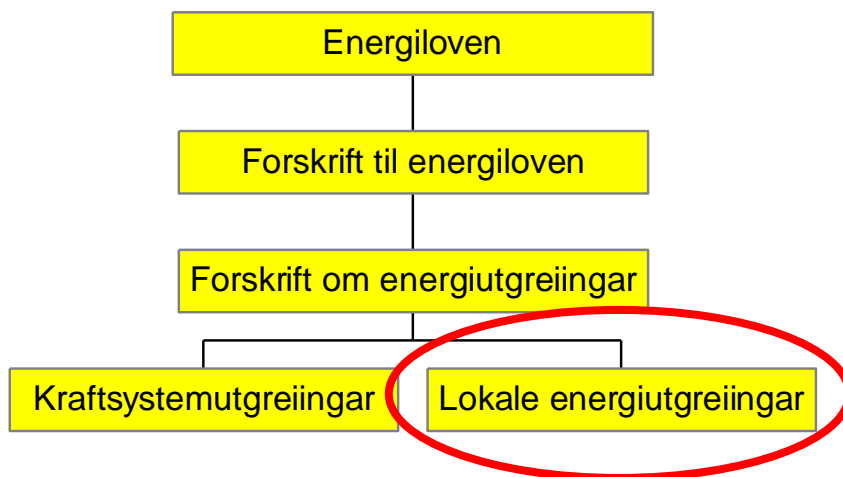 Energiloven
Forskrift til energiloven
Forskrift om energiutgreiingar
Kraftsystemutgreiingar
Lokale energiutgreiingar